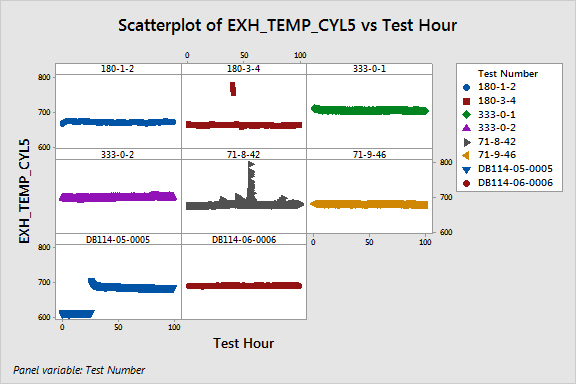 Scatterplot of EXH_TEMP_CYL5 vs Test Hour
0 50 100
180-1-2 180-3-4 333-0-1
800
700
600
333-0-2 71-8-42 71-9-46
800
700
600
DB114-05-0005 DB114-06-0006
0 50 100
800
700
600
0 50 100
EXH_TEMP_CYL5
Test Hour
Test Number
180-1-2
180-3-4
333-0-1
333-0-2
71-8-42
71-9-46
DB114-05-0005
DB114-06-0006
Panel variable: Test Number